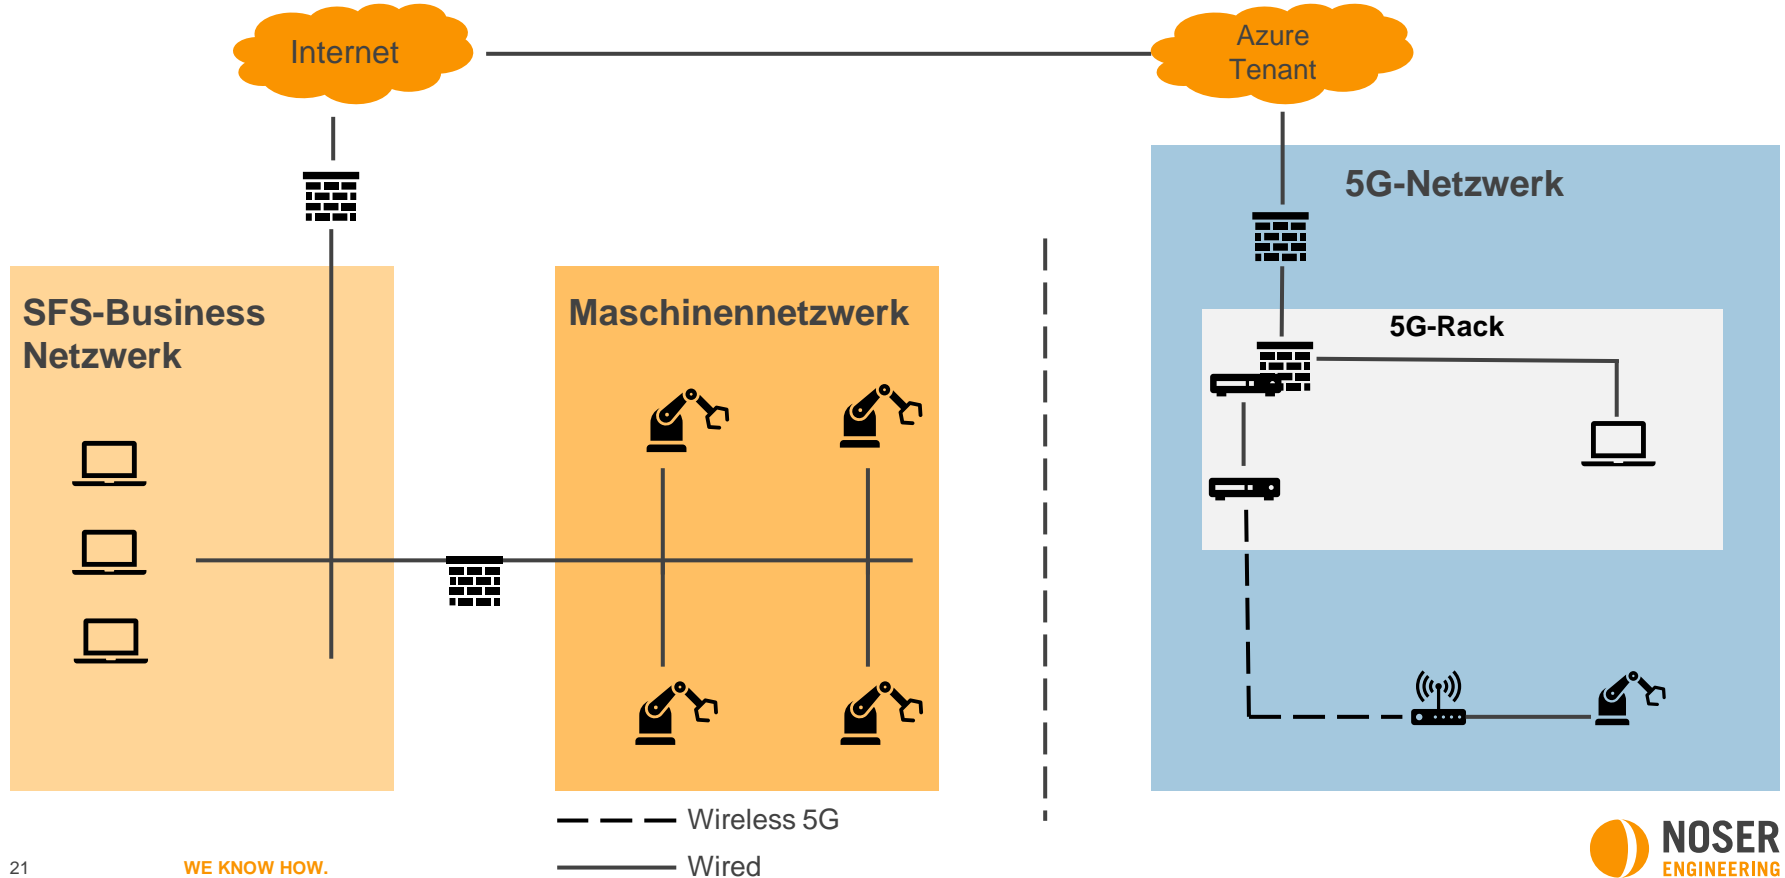 Internet
Azure
Tenant
5G-Netzwerk
SFS-Business
Netzwerk
Maschinennetzwerk
5G-Rack
Wireless 5G
Wired
21
WE KNOW HOW.
NOSER
ENGINEERING